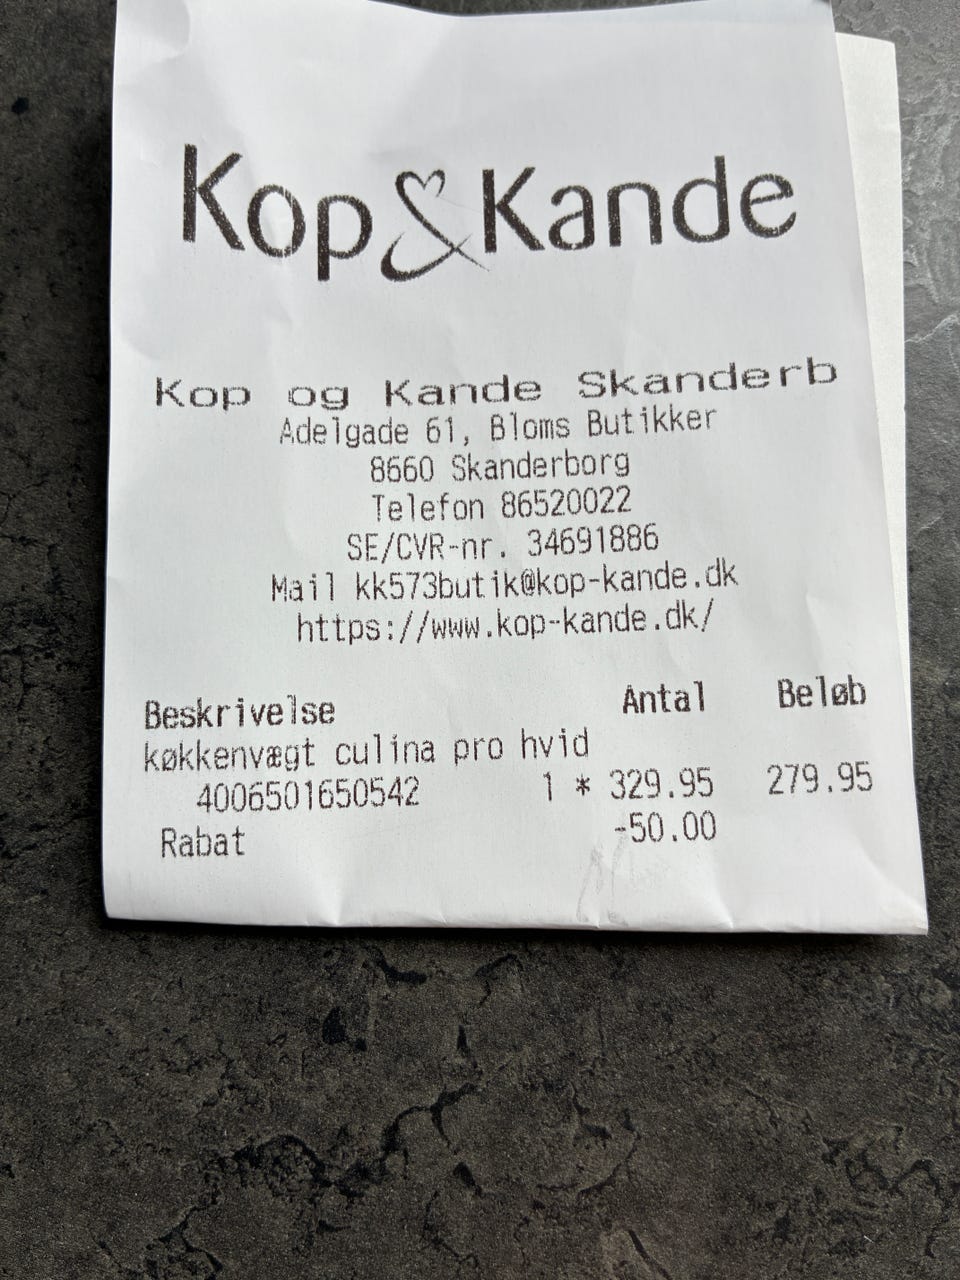 Kop & Kande
Kop og Kande Skanderb
Adelgade 61, Bloms Butikker
8660 Skanderborg
Telefon 86520022
SE/CVR-nr. 34691886
Mail kk573butik@kop-kande.dk
https://www.kop-kande.dk/
Beskrivelse Antal Beløb
køkkenvægt culina pro hvid
4006501650542 1 * 329.95 279.95
Rabat -50.00